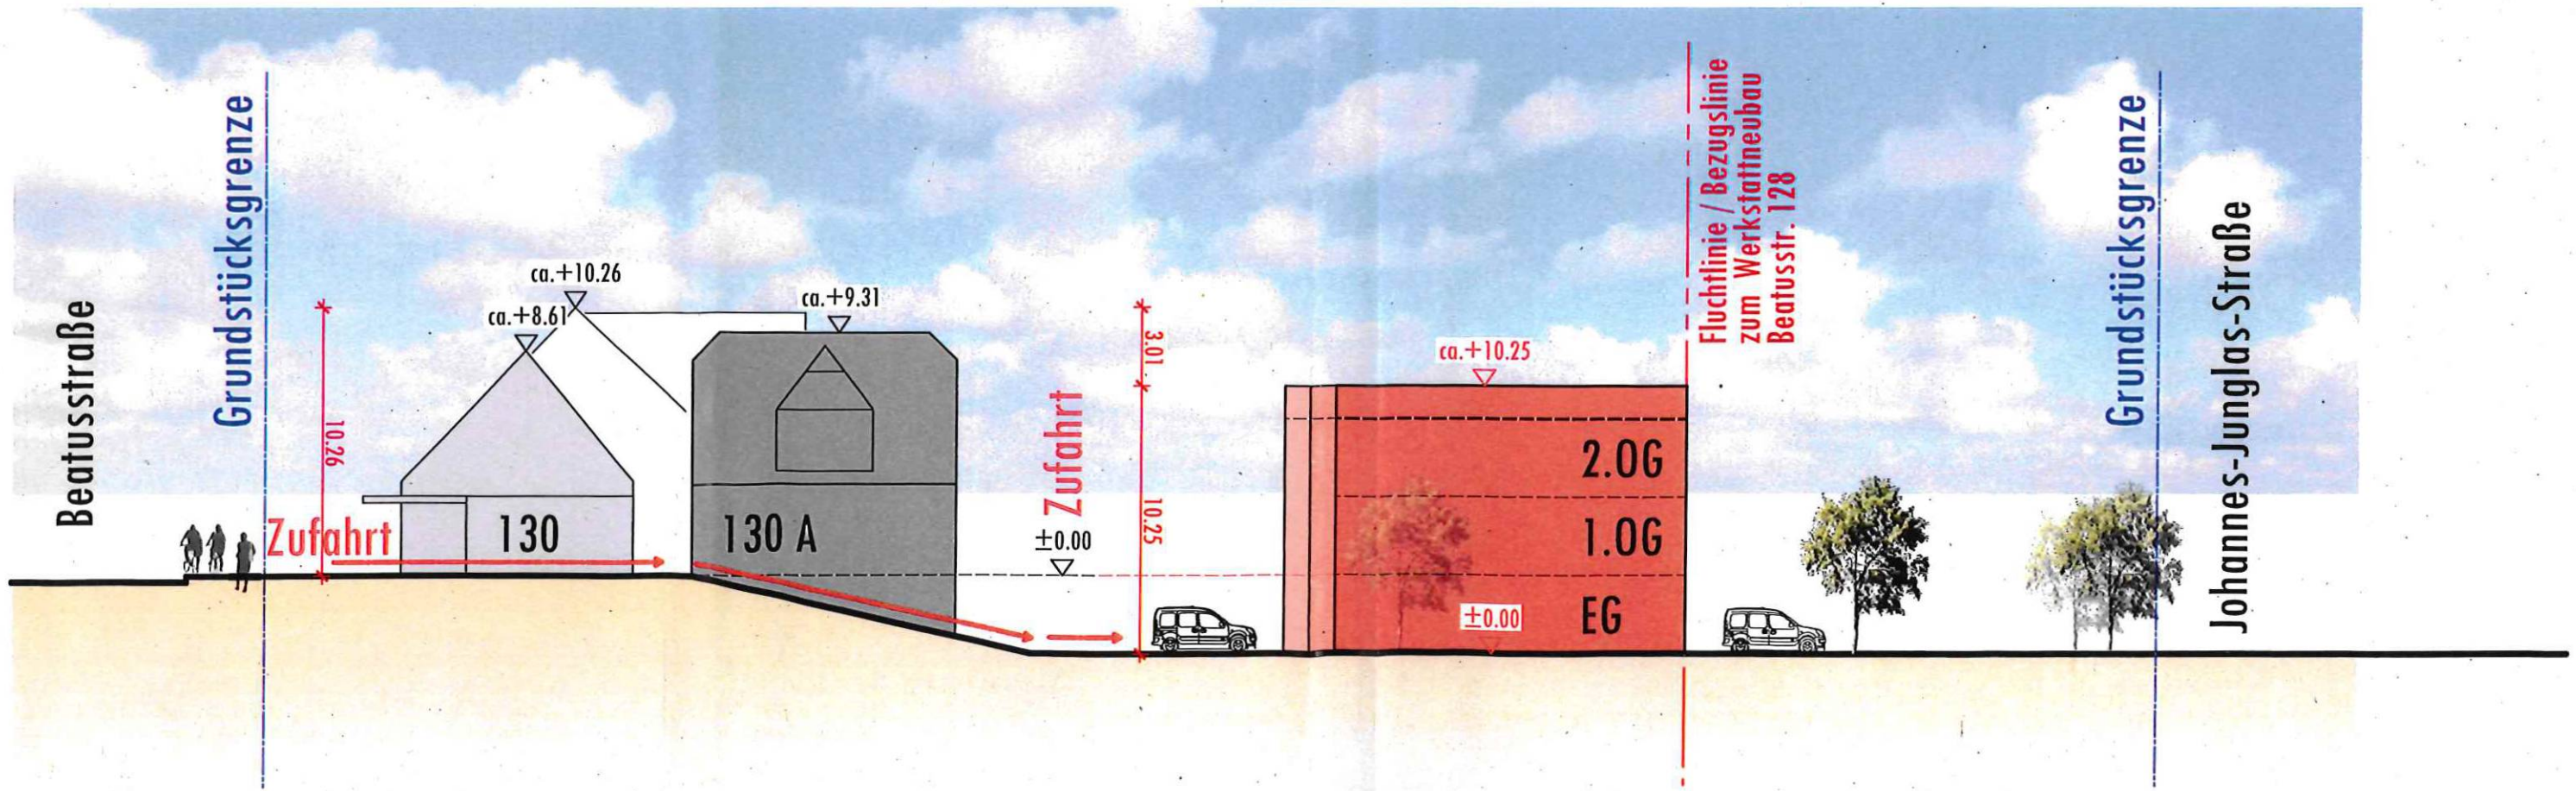 Beatusstraße
Grundstücksgrenze
10.26
Zufahrt
ca.+10.26
ca.+8.61
130
ca.+9.31
130 A
Zufahrt
±0.00
3.01
10.25
ca.+10.25
2.OG
1.OG
EG
±0.00
Fluchtlinie / Bezugslinie
zum Werkstattneubau
Beatusstr. 128
Grundstücksgrenze
Johannes-Junglas-Straße